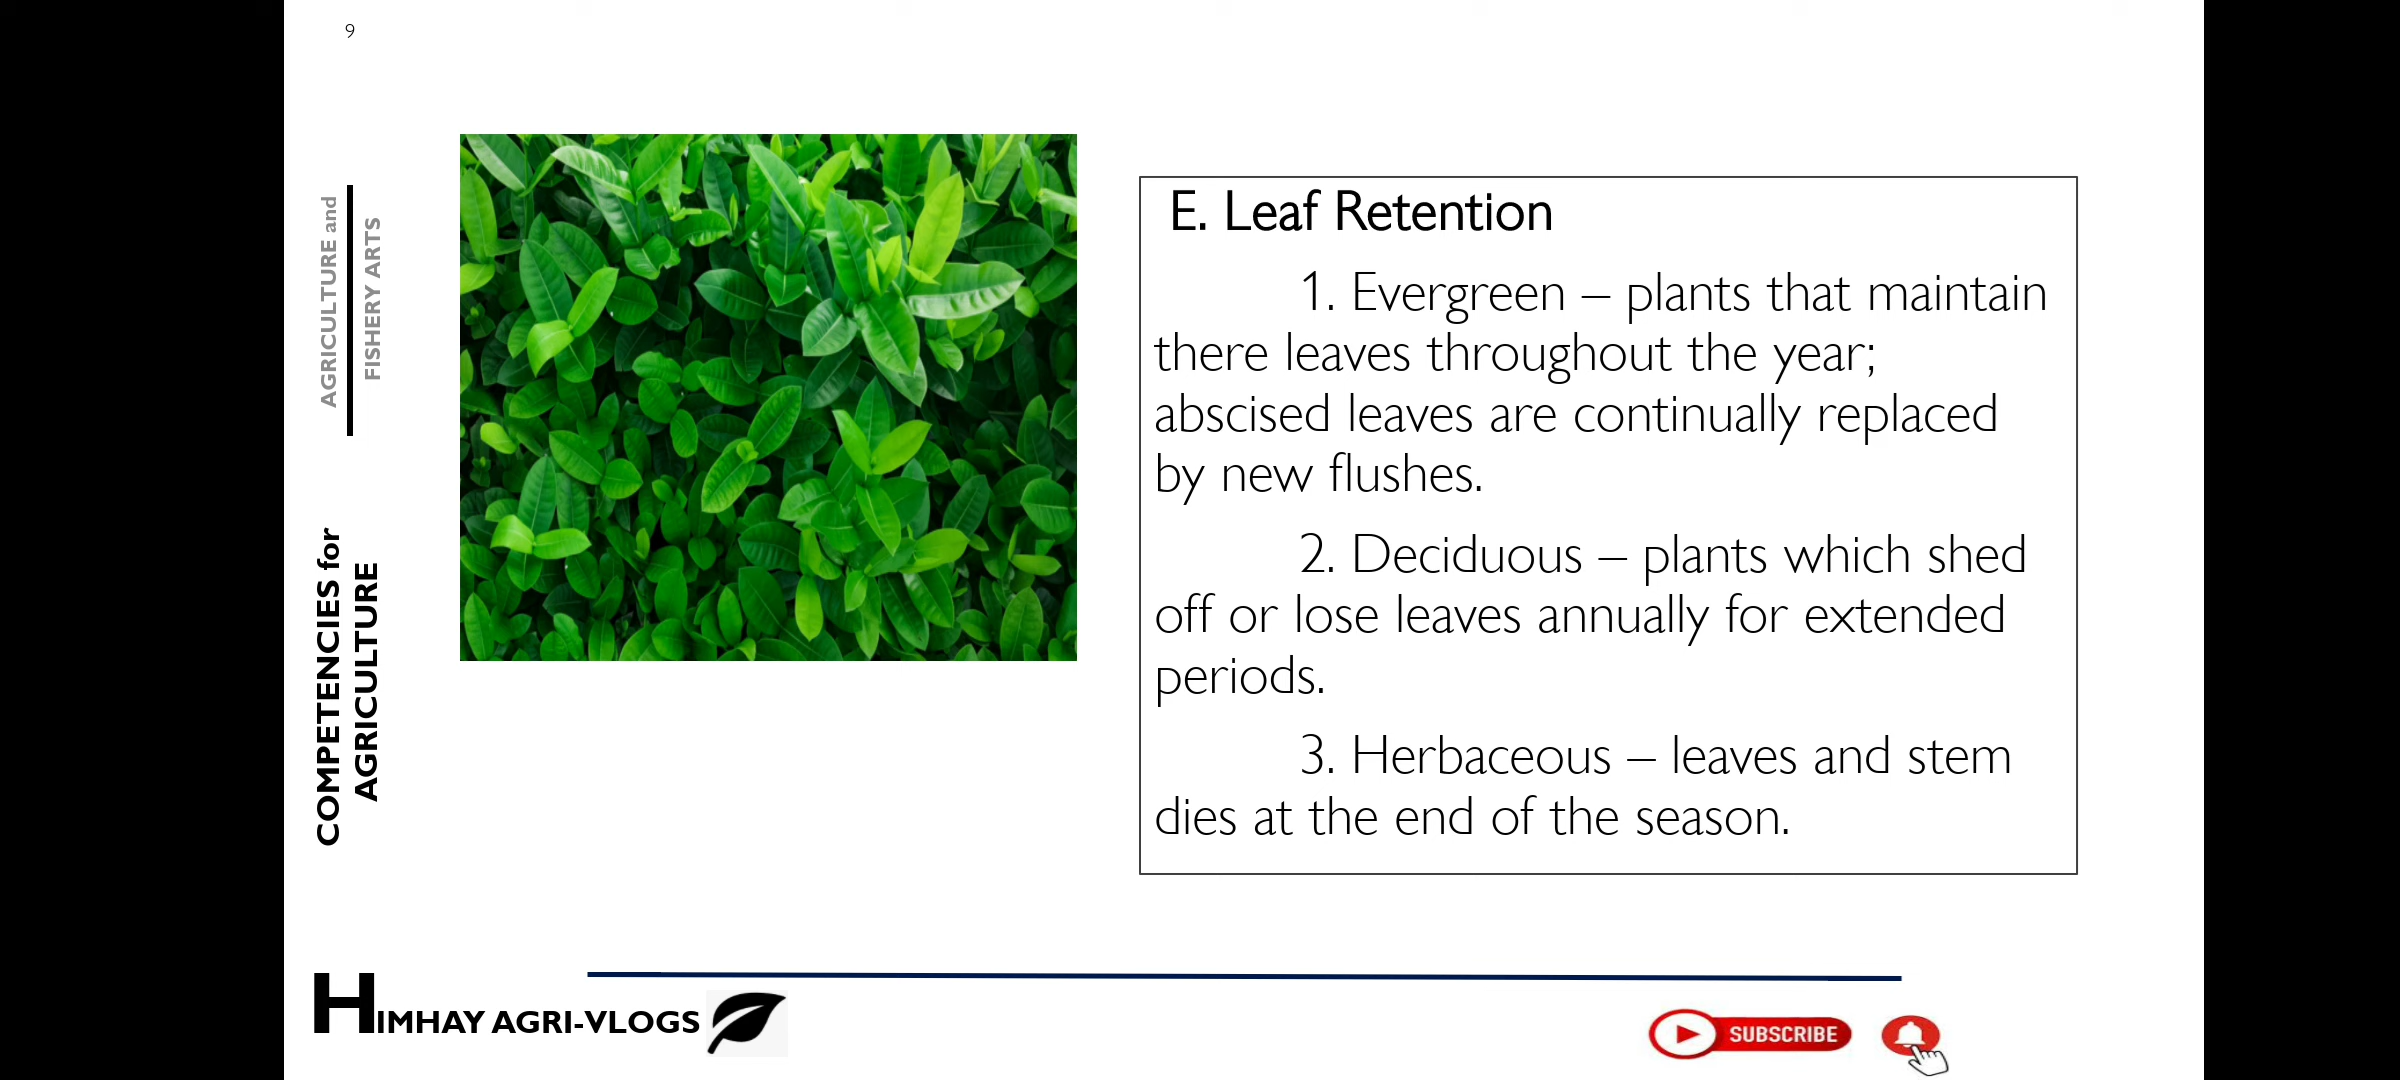 9
AGRICULTURE and
FISHERY ARTS
COMPETENCIES for
AGRICULTURE
E. Leaf Retention
1. Evergreen – plants that maintain
there leaves throughout the year;
abscised leaves are continually replaced
by new flushes.
2. Deciduous – plants which shed
off or lose leaves annually for extended
periods.
3. Herbaceous – leaves and stem
dies at the end of the season.
HIMHAY AGRI-VLOGS
SUBSCRIBE